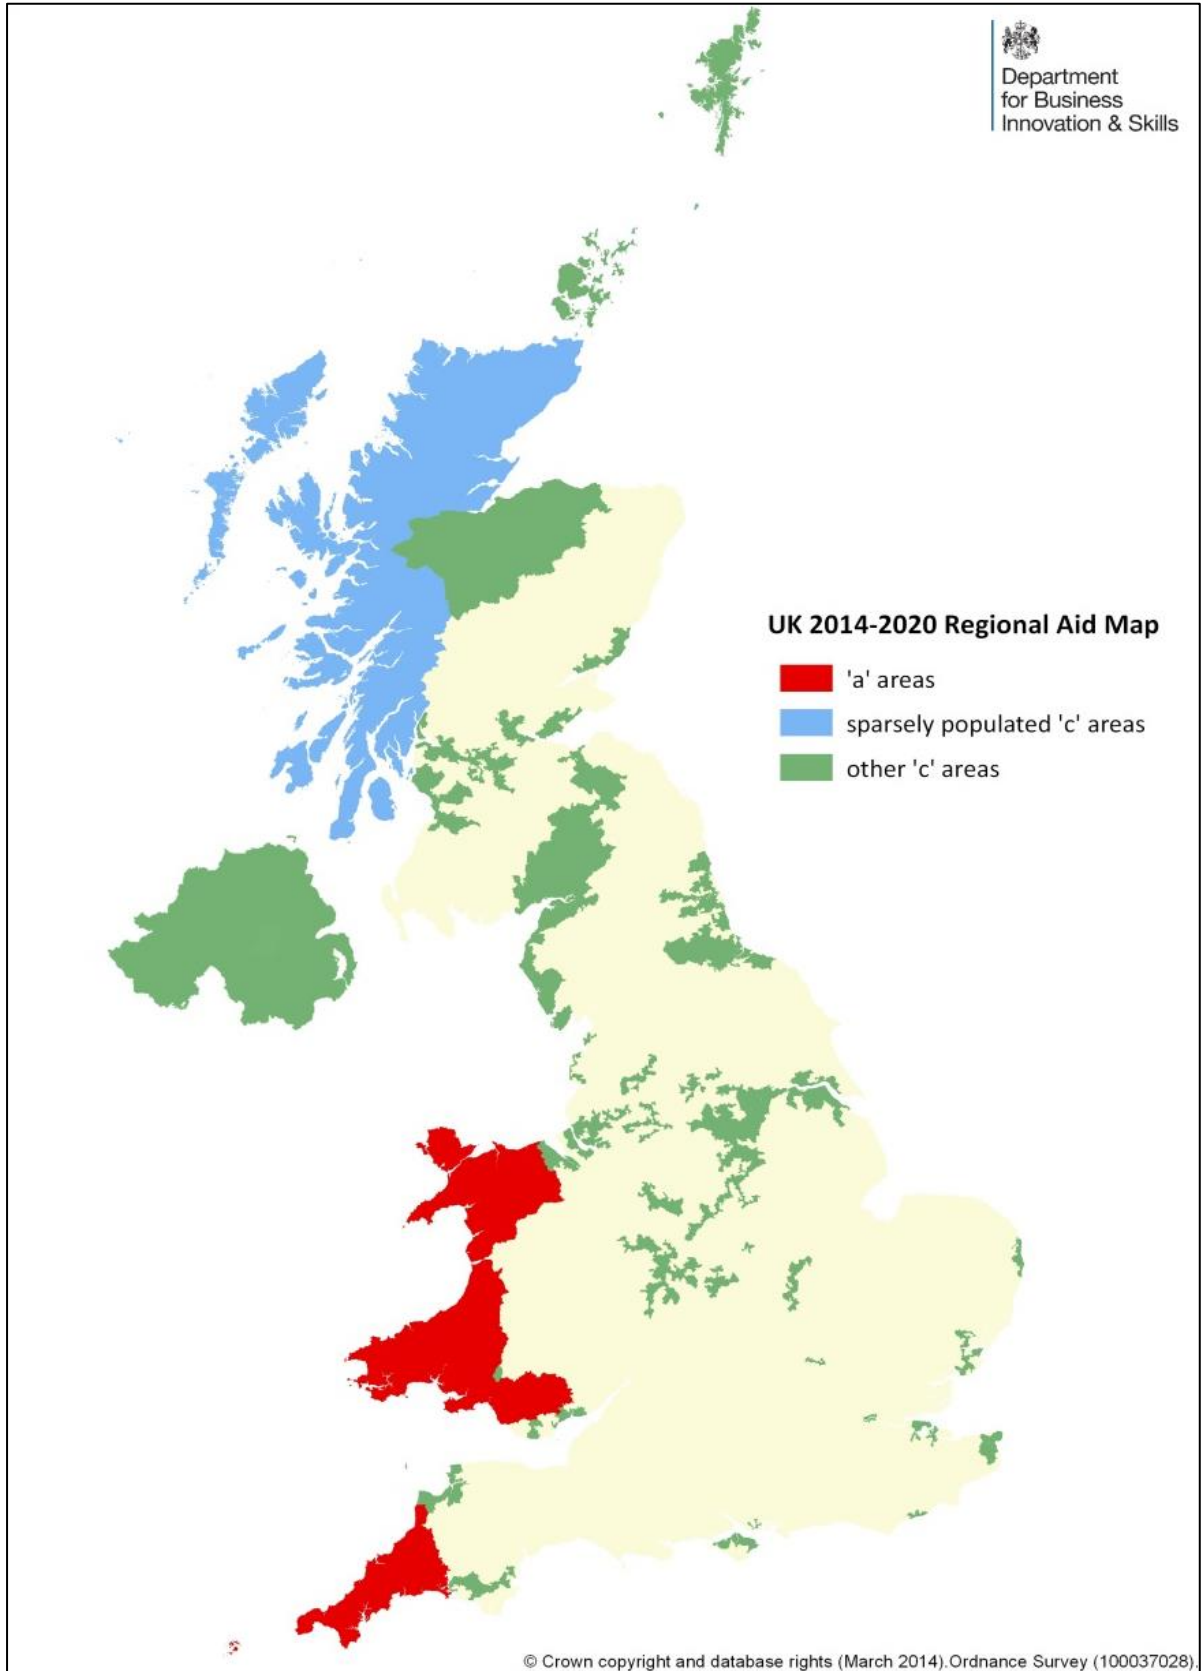 Department
for Business
Innovation & Skills
UK 2014-2020 Regional Aid Map
'a' areas
sparsely populated 'c' areas
other 'c' areas
© Crown copyright and database rights (March 2014).Ordnance Survey (100037028).